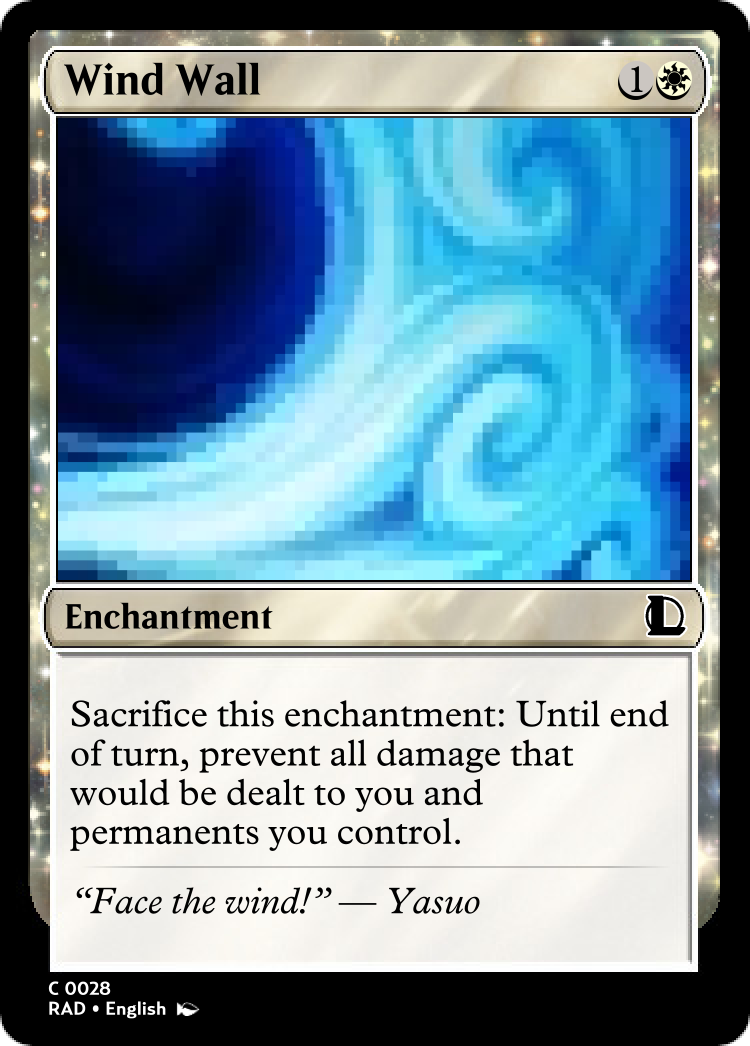 Wind Wall 1
Enchantment
Sacrifice this enchantment: Until end
of turn, prevent all damage that
would be dealt to you and
permanents you control.
“Face the wind!” — Yasuo
C 0028
RAD • English